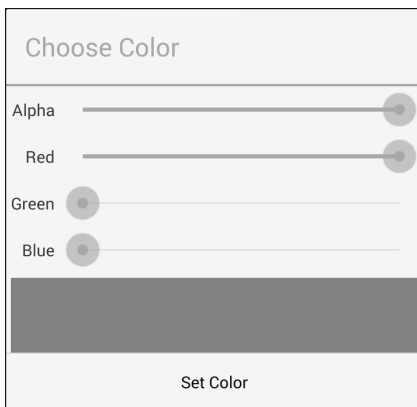 Choose Color
Alpha
Red
Green
Blue
Set Color